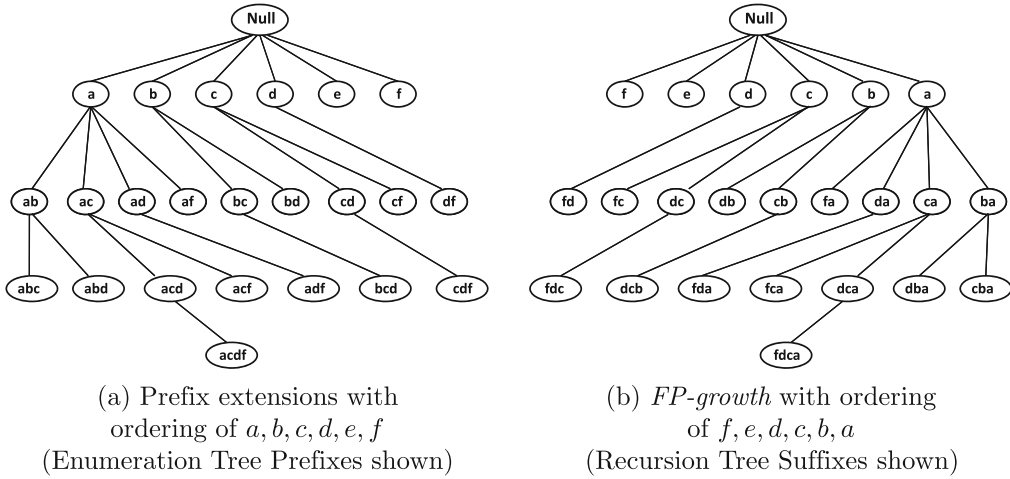 Null Null
a b c d e f f e d c b a
ab ac ad af bc bd cd cf df fd fc dc db cb fa da ca ba
abc abd acd acf adf bcd cdf fdc dcb fda fca dca dba cba
acdf fdca
(a) Prefix extensions with
ordering of a, b, c, d, e, f
(Enumeration Tree Prefixes shown)
(b) FP-growth with ordering
of f, e, d, c, b, a
(Recursion Tree Suffixes shown)